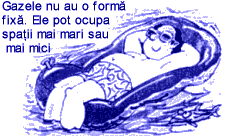 Gazele nu au o formă
fixă. Ele pot ocupa
spații mai mari sau
mai mici